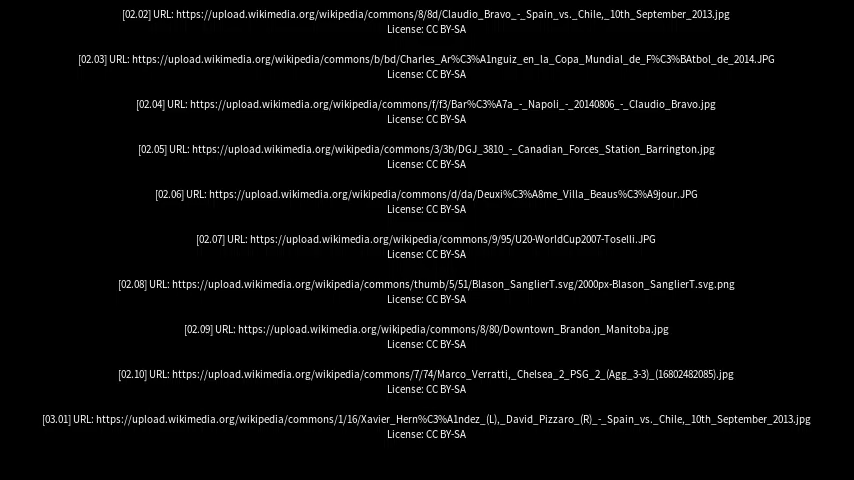 [02.02] URL: https://upload.wikimedia.org/wikipedia/commons/8/8d/Claudio_Bravo_-_Spain_vs._Chile,_10th_September_2013.jpg
License: CC BY-SA
[02.03] URL: https://upload.wikimedia.org/wikipedia/commons/b/bd/Charles_Ar%C3%A1nguiz_en_la_Copa_Mundial_de_F%C3%BAtbol_de_2014.JPG
License: CC BY-SA
[02.04] URL: https://upload.wikimedia.org/wikipedia/commons/f/f3/Bar%C3%A7a_-_Napoli_-_20140806_-_Claudio_Bravo.jpg
License: CC BY-SA
[02.05] URL: https://upload.wikimedia.org/wikipedia/commons/3/3b/DGJ_3810_-_Canadian_Forces_Station_Barrington.jpg
License: CC BY-SA
[02.06] URL: https://upload.wikimedia.org/wikipedia/commons/d/da/Deuxi%C3%A8me_Villa_Beaus%C3%A9jour.JPG
License: CC BY-SA
[02.07] URL: https://upload.wikimedia.org/wikipedia/commons/9/95/U20-WorldCup2007-Toselli.JPG
License: CC BY-SA
[02.08] URL: https://upload.wikimedia.org/wikipedia/commons/thumb/5/51/Blason_SanglierT.svg/2000px-Blason_SanglierT.svg.png
License: CC BY-SA
[02.09] URL: https://upload.wikimedia.org/wikipedia/commons/8/80/Downtown_Brandon_Manitoba.jpg
License: CC BY-SA
[02.10] URL: https://upload.wikimedia.org/wikipedia/commons/7/74/Marco_Verratti,_Chelsea_2_PSG_2_(Agg_3-3)_(16802482085).jpg
License: CC BY-SA
[03.01] URL: https://upload.wikimedia.org/wikipedia/commons/1/16/Xavier_Hern%C3%A1ndez_(L),_David_Pizzaro_(R)_-_Spain_vs._Chile,_10th_September_2013.jpg
License: CC BY-SA